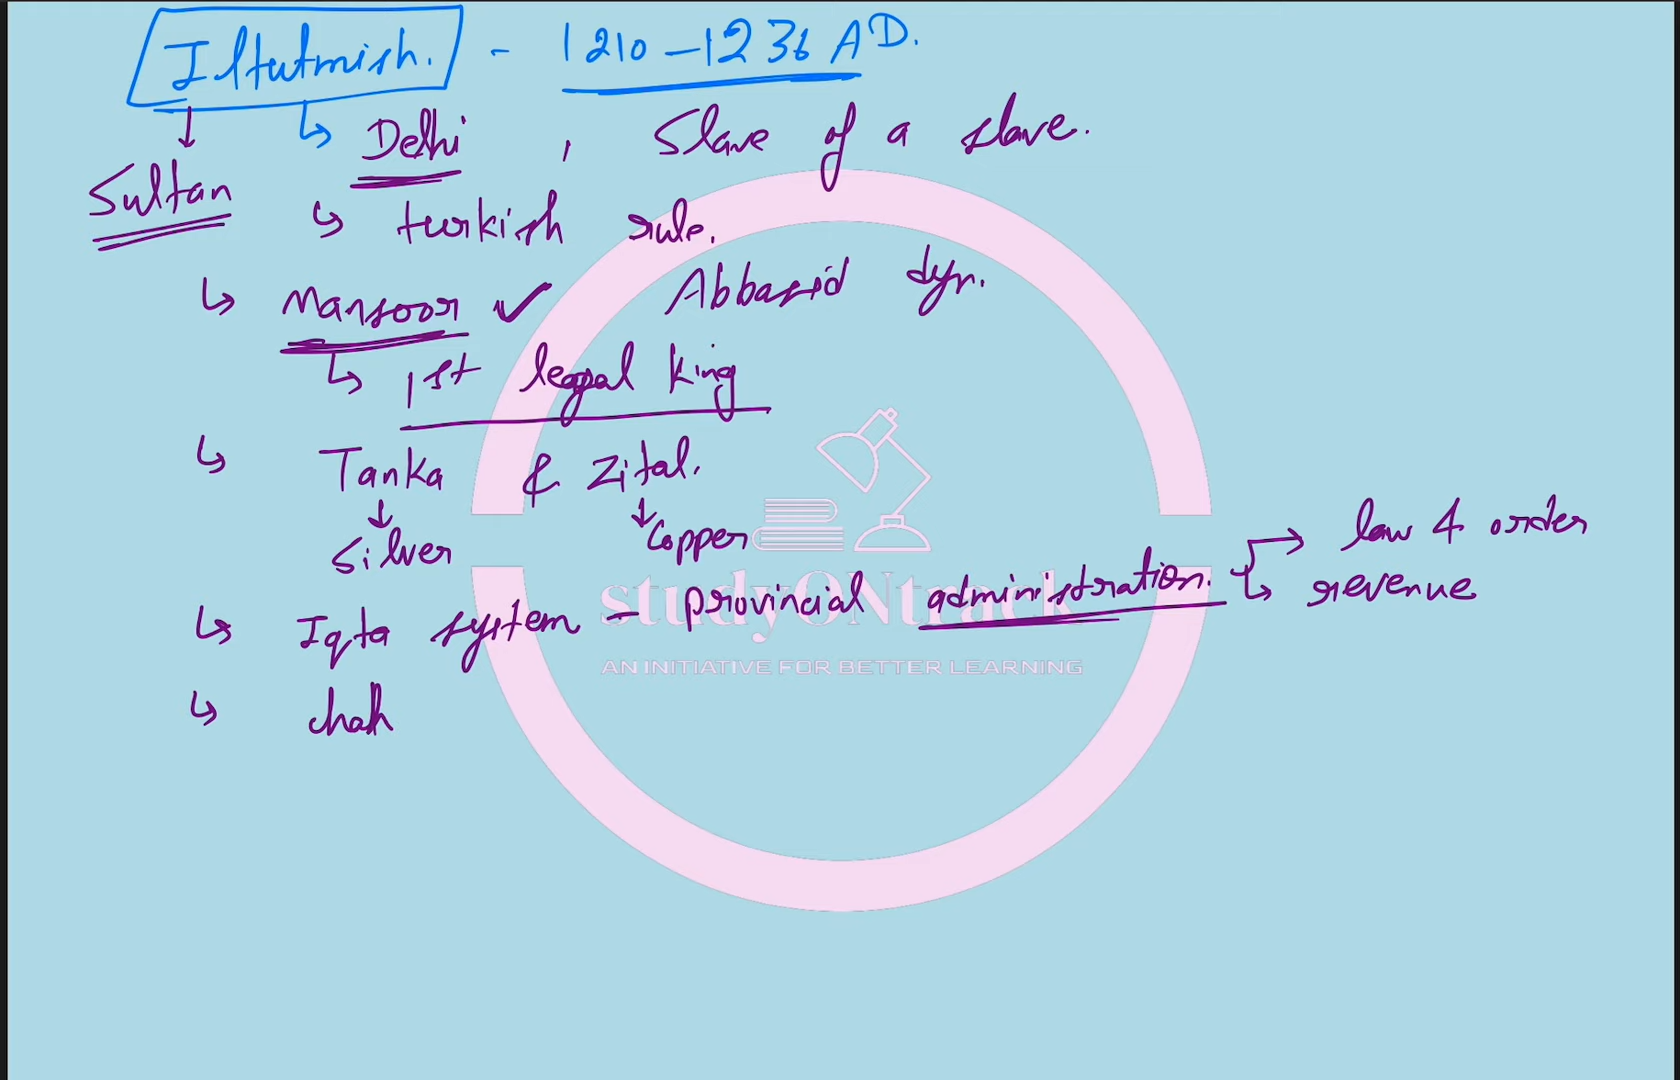 Iltutmish. - 1210-1236 AD.
Delhi , Slave of a slave.
Sultan
turkish rule.
Mansoor ✓ Abbasid dyn.
1st legal king
Tanka & Zital.
Silver Copper
law & order
Iqta system - provincial administration.
revenue
chah
studyONtrack
AN INITIATIVE FOR BETTER LEARNING